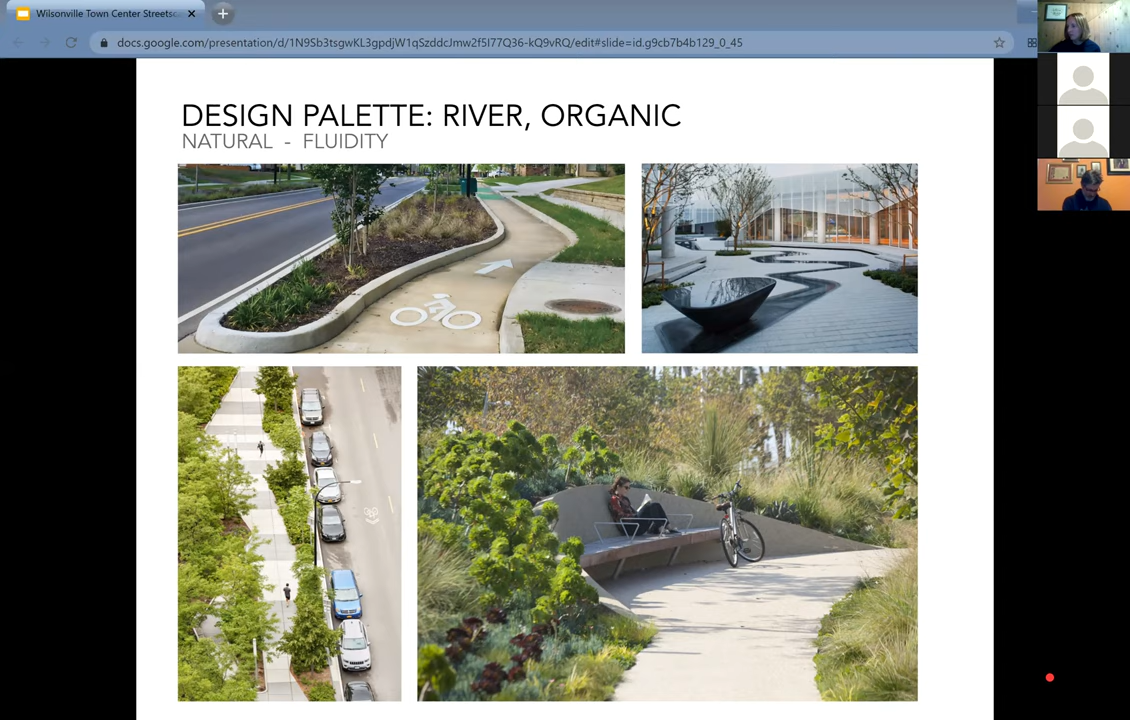 Wilsonville Town Center Streetsc
docs.google.com/presentation/d/1N9Sb3tsgwKL3gpdjW1qSzddcJmw2f5I77Q36-kQ9vRQ/edit#slide=id.g9cb7b4b129_0_45
DESIGN PALETTE: RIVER, ORGANIC
NATURAL - FLUIDITY